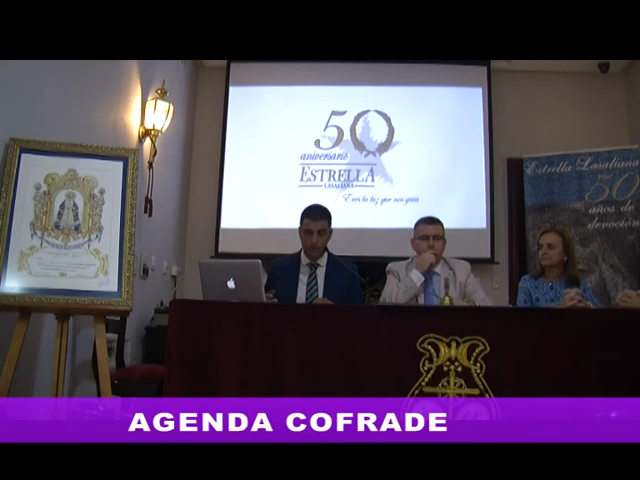 50
aniversario
ESTRELLA
LASALIANA
Eres la luz que nos guía
Estrella Lasaliana
50
años de
devoción
AGENDA COFRADE